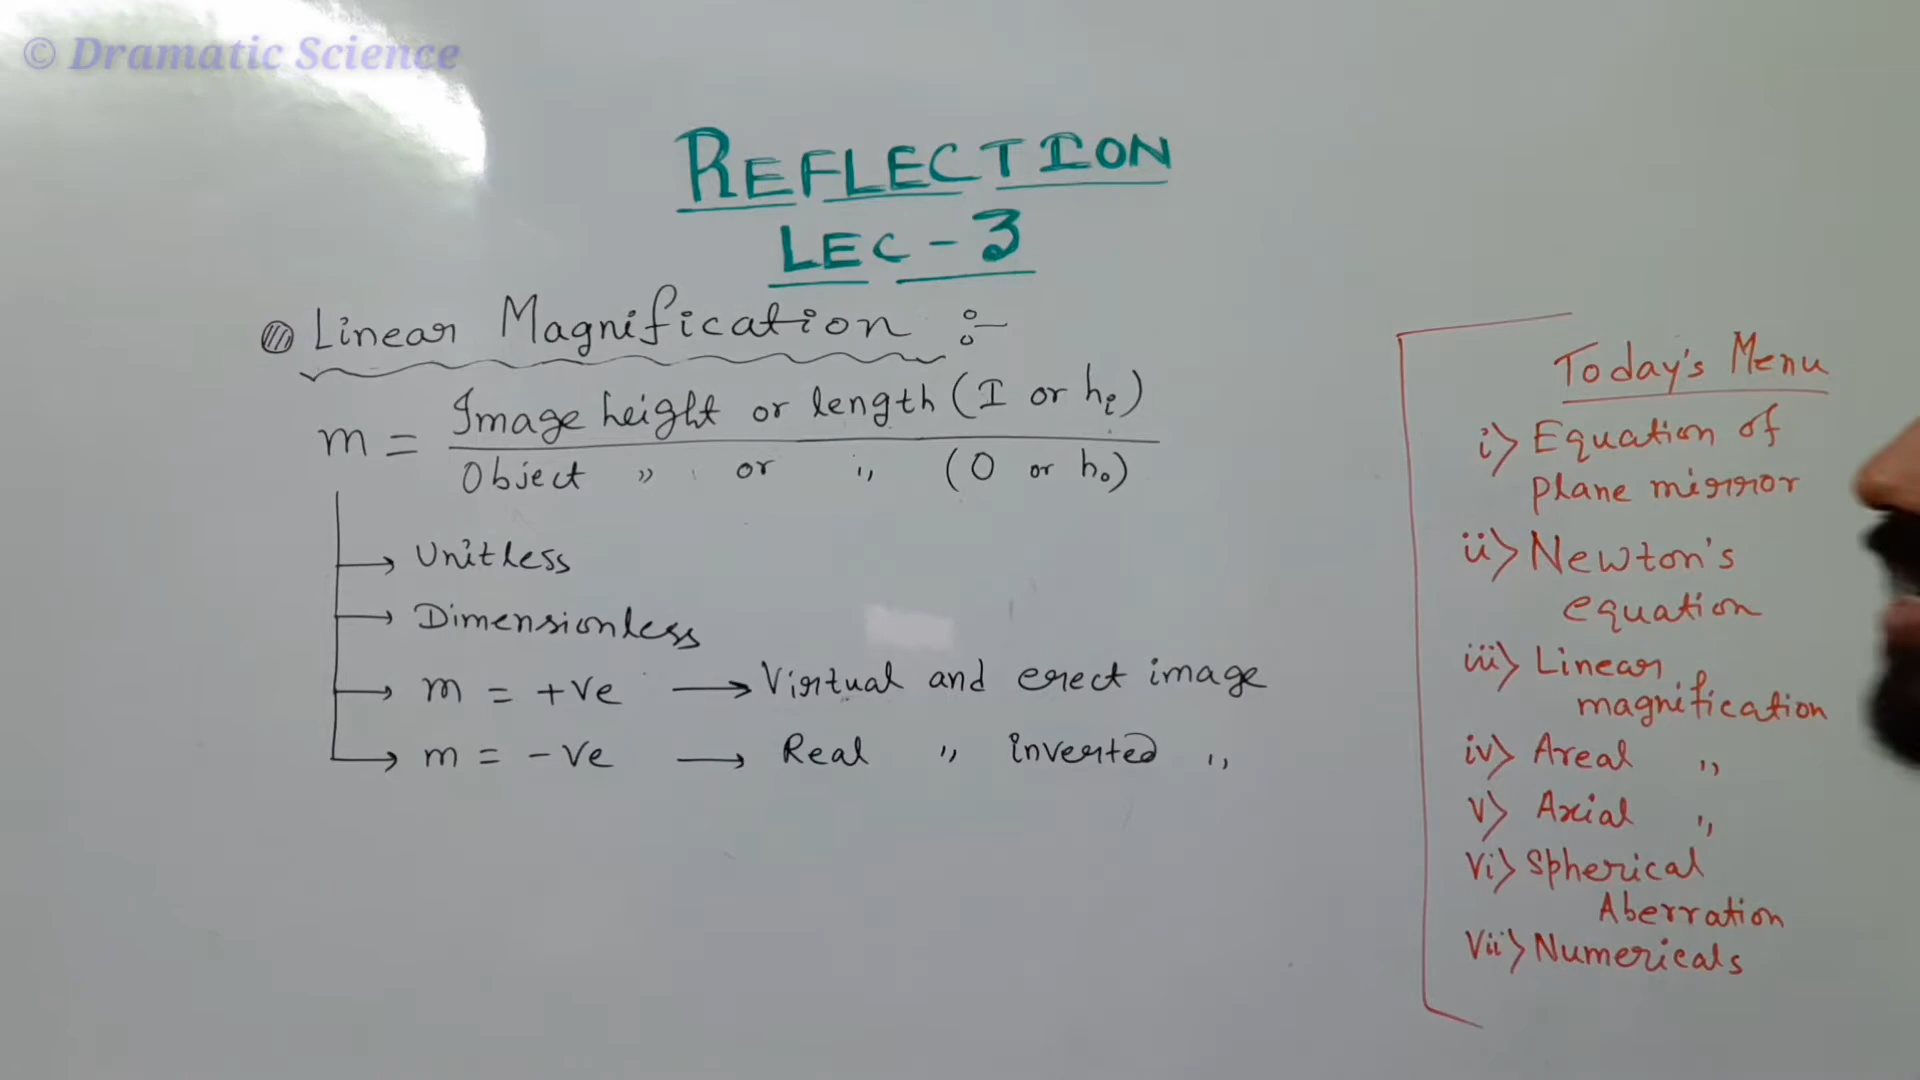 © Dramatic Science
REFLECTION
LEC-3
Linear Magnification :-
m = Image height or length (I or hi)
Object " or " (O or ho)
Unitless
Dimensionless
m = +ve → Virtual and erect image
m = -ve → Real " inverted "
Today's Menu
i> Equation of
plane mirror
ii> Newton's
equation
iii> Linear
magnification
iv> Areal "
v> Axial "
vi> Spherical
Aberration
vii> Numericals